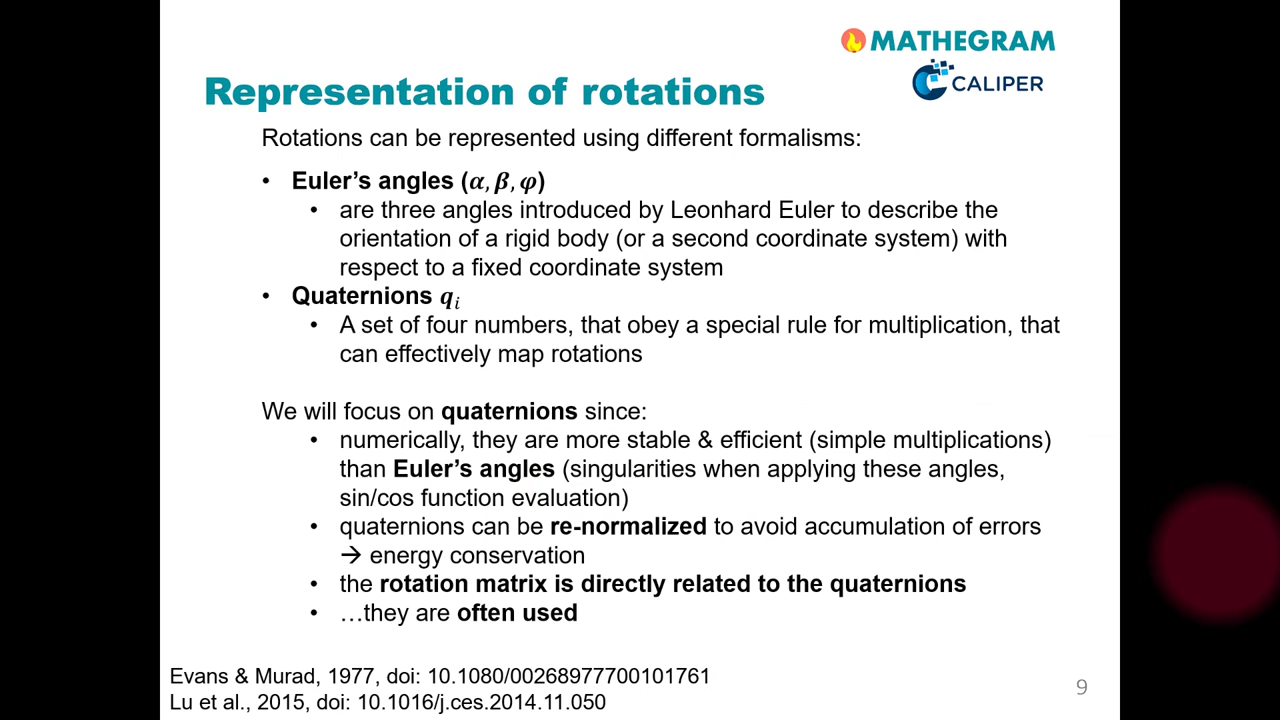 MATHEGRAM
CALIPER
Representation of rotations
Rotations can be represented using different formalisms:
• Euler’s angles (α, β, φ)
• are three angles introduced by Leonhard Euler to describe the
orientation of a rigid body (or a second coordinate system) with
respect to a fixed coordinate system
• Quaternions qᵢ
• A set of four numbers, that obey a special rule for multiplication, that
can effectively map rotations
We will focus on quaternions since:
• numerically, they are more stable & efficient (simple multiplications)
than Euler’s angles (singularities when applying these angles,
sin/cos function evaluation)
• quaternions can be re-normalized to avoid accumulation of errors
→ energy conservation
• the rotation matrix is directly related to the quaternions
• …they are often used
Evans & Murad, 1977, doi: 10.1080/00268977700101761
Lu et al., 2015, doi: 10.1016/j.ces.2014.11.050
9